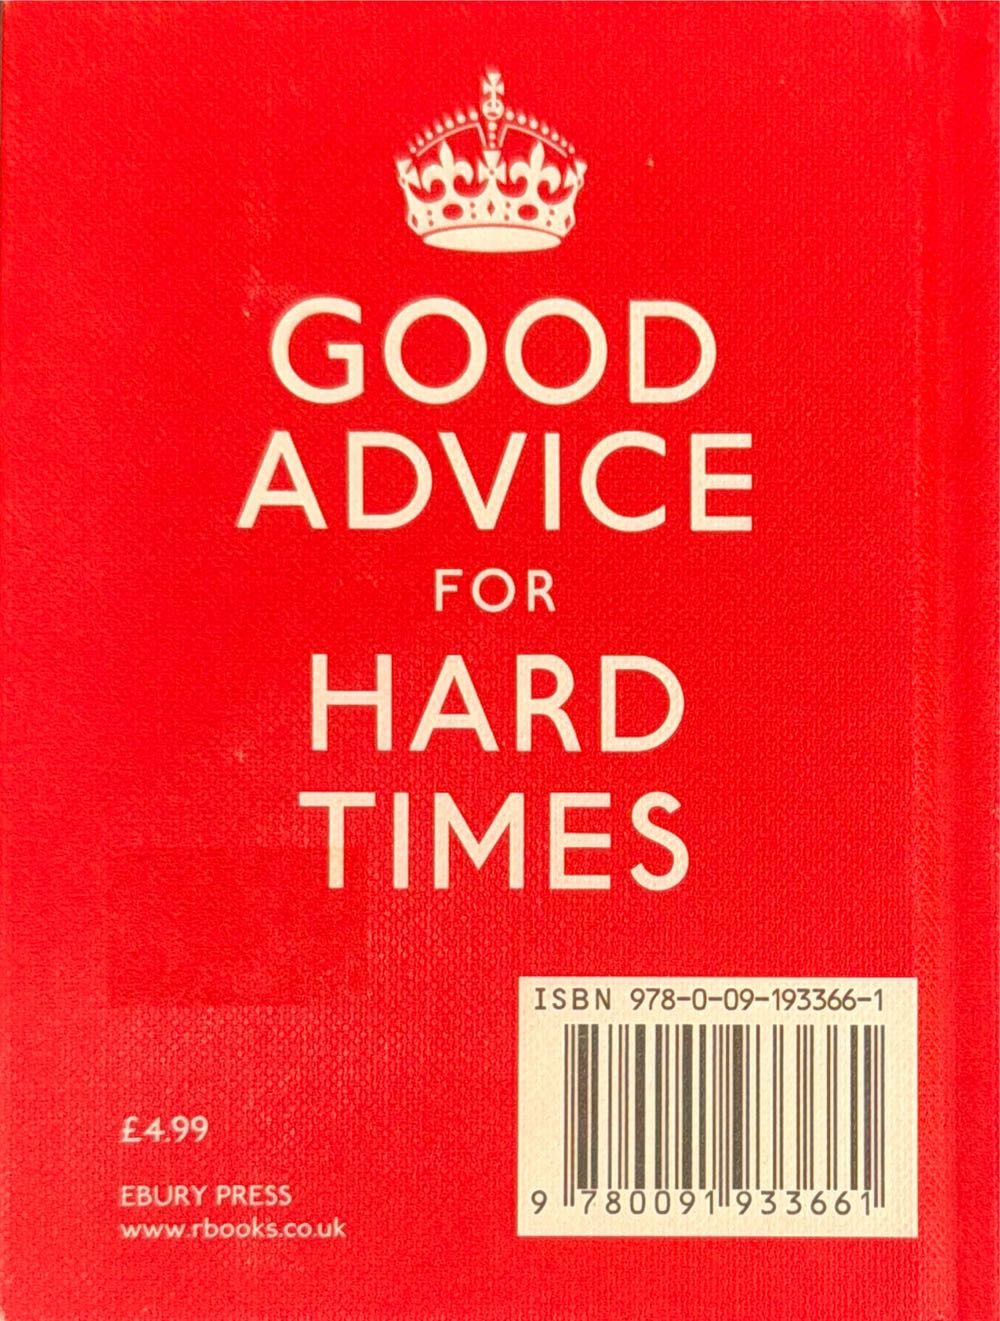 GOOD
ADVICE
FOR
HARD
TIMES
ISBN 978-0-09-193366-1
9 780091 933661
£4.99
EBURY PRESS
www.rbooks.co.uk